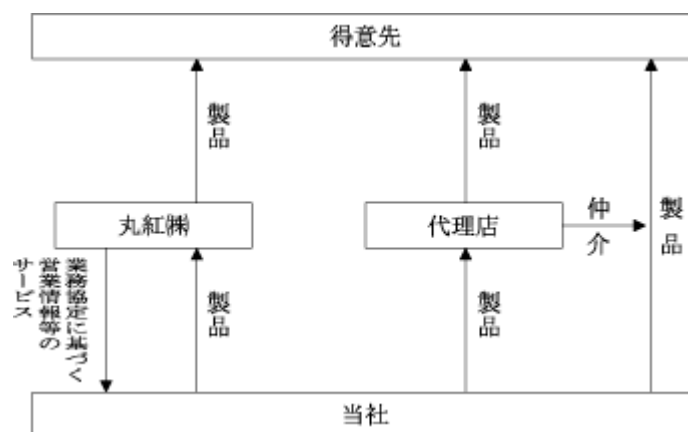 得意先
製品
製品
丸紅㈱
代理店
仲介
製品
業務協定に基づく
営業情報等の
サービス
製品
製品
当社